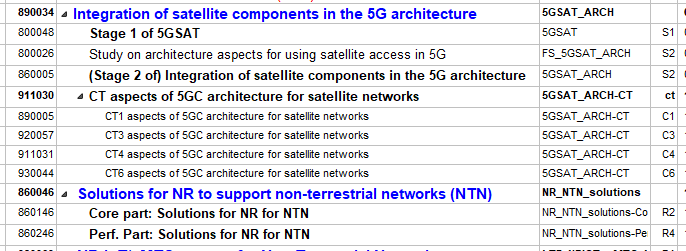 890034 Integration of satellite components in the 5G architecture 5GSAT_ARCH
800048 Stage 1 of 5GSAT 5GSAT S1
800026 Study on architecture aspects for using satellite access in 5G FS_5GSAT_ARCH S2
860005 (Stage 2 of) Integration of satellite components in the 5G architecture 5GSAT_ARCH S2
911030 CT aspects of 5GC architecture for satellite networks 5GSAT_ARCH-CT ct
890005 CT1 aspects of 5GC architecture for satellite networks 5GSAT_ARCH-CT C1
920057 CT3 aspects of 5GC architecture for satellite networks 5GSAT_ARCH-CT C3
911031 CT4 aspects of 5GC architecture for satellite networks 5GSAT_ARCH-CT C4
930044 CT6 aspects of 5GC architecture for satellite networks 5GSAT_ARCH-CT C6
860046 Solutions for NR to support non-terrestrial networks (NTN) NR_NTN_solutions
860146 Core part: Solutions for NR for NTN NR_NTN_solutions-Co R2
860246 Perf. Part: Solutions for NR for NTN NR_NTN_solutions-Pe R4